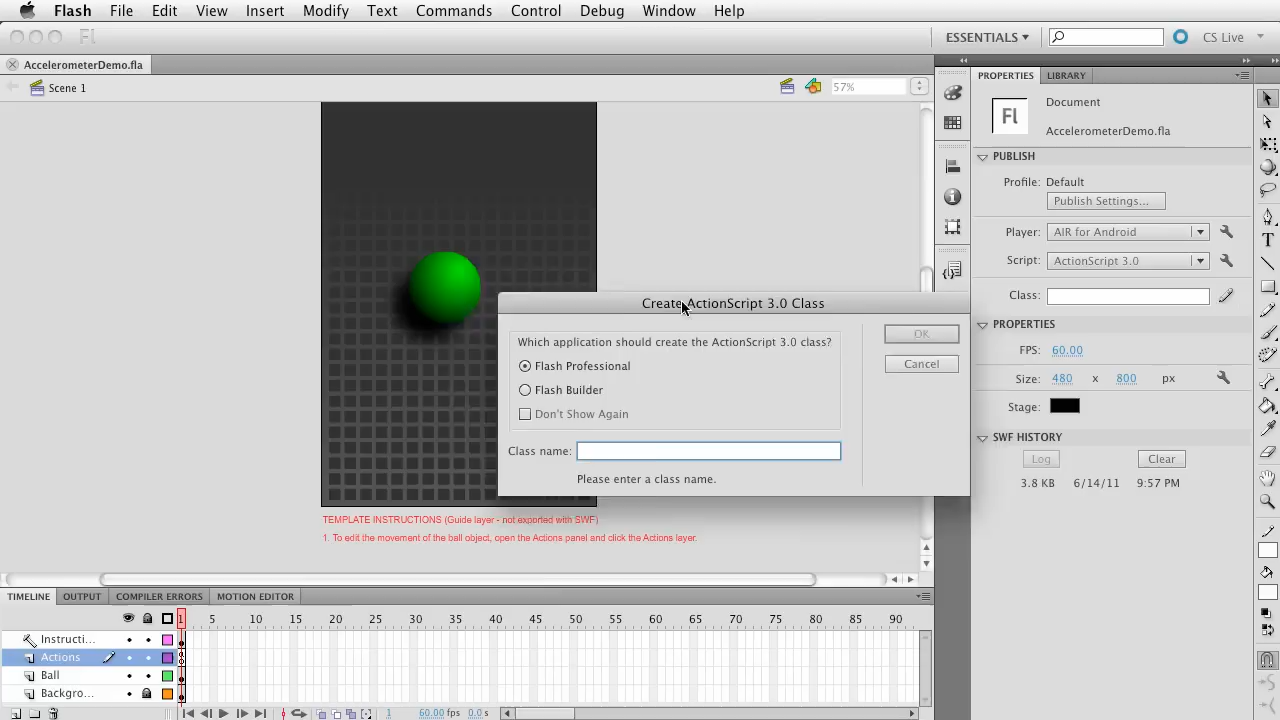 Flash File Edit View Insert Modify Text Commands Control Debug Window Help
Fl ESSENTIALS CS Live
AccelerometerDemo.fla
Scene 1 57%
PROPERTIES LIBRARY
Fl Document
AccelerometerDemo.fla
PUBLISH
Profile: Default
Publish Settings...
Player: AIR for Android
Script: ActionScript 3.0
Class:
PROPERTIES
FPS: 60.00
Size: 480 x 800 px
Stage:
SWF HISTORY
Log Clear
3.8 KB 6/14/11 9:57 PM
Create ActionScript 3.0 Class
Which application should create the ActionScript 3.0 class?
Flash Professional
Flash Builder
Don't Show Again
OK
Cancel
Class name:
Please enter a class name.
TEMPLATE INSTRUCTIONS (Guide layer - not exported with SWF)
1. To edit the movement of the ball object, open the Actions panel and click the Actions layer.
TIMELINE OUTPUT COMPILER ERRORS MOTION EDITOR
1 5 10 15 20 25 30 35 40 45 50 55 60 65 70 75 80 85 90
Instructi...
Actions
Ball
Backgro...
1 60.00 fps 0.0 s